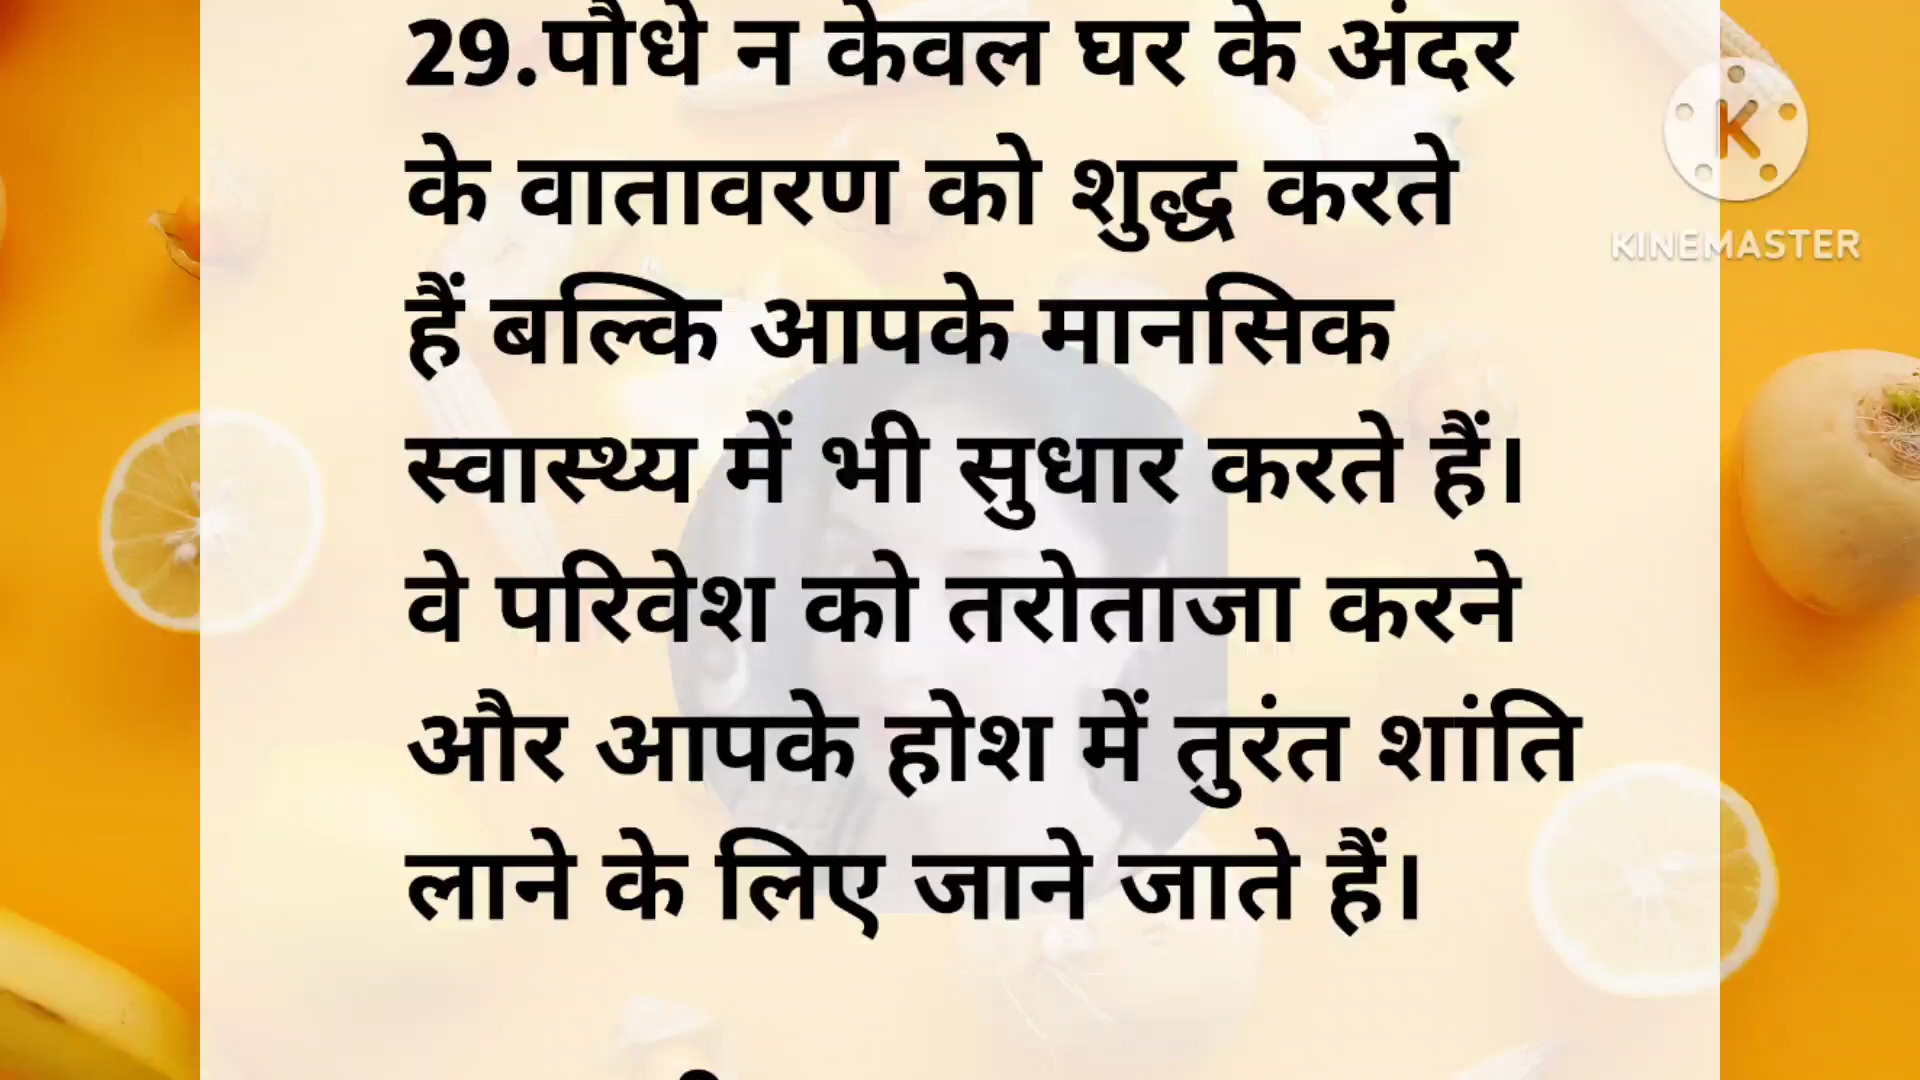 29.पौधे न केवल घर के अंदर
के वातावरण को शुद्ध करते
हैं बल्कि आपके मानसिक
स्वास्थ्य में भी सुधार करते हैं।
वे परिवेश को तरोताजा करने
और आपके होश में तुरंत शांति
लाने के लिए जाने जाते हैं।
K
KINEMASTER